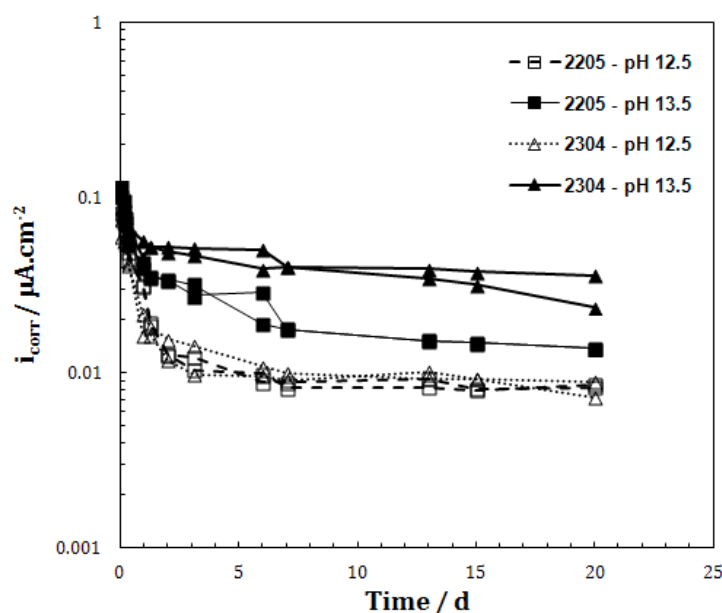 1
0.1
0.01
0.001
i_corr / μA.cm^-2
2205 - pH 12.5
2205 - pH 13.5
2304 - pH 12.5
2304 - pH 13.5
0 5 10 15 20 25
Time / d